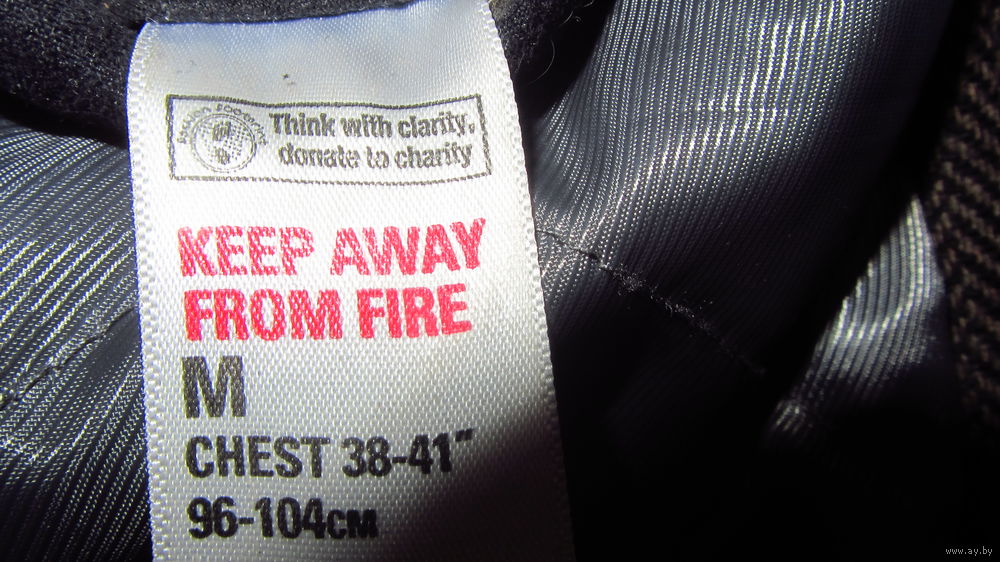 Think with clarity,
donate to charity
KEEP AWAY
FROM FIRE
M
CHEST 38-41"
96-104CM
www.ay.by